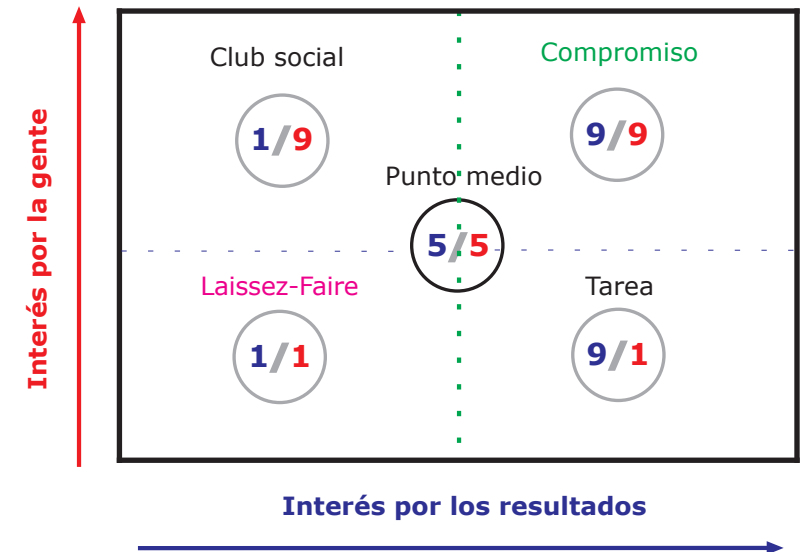 Interés por la gente
Club social
1/9
Compromiso
9/9
Punto medio
5/5
Laissez-Faire
1/1
Tarea
9/1
Interés por los resultados